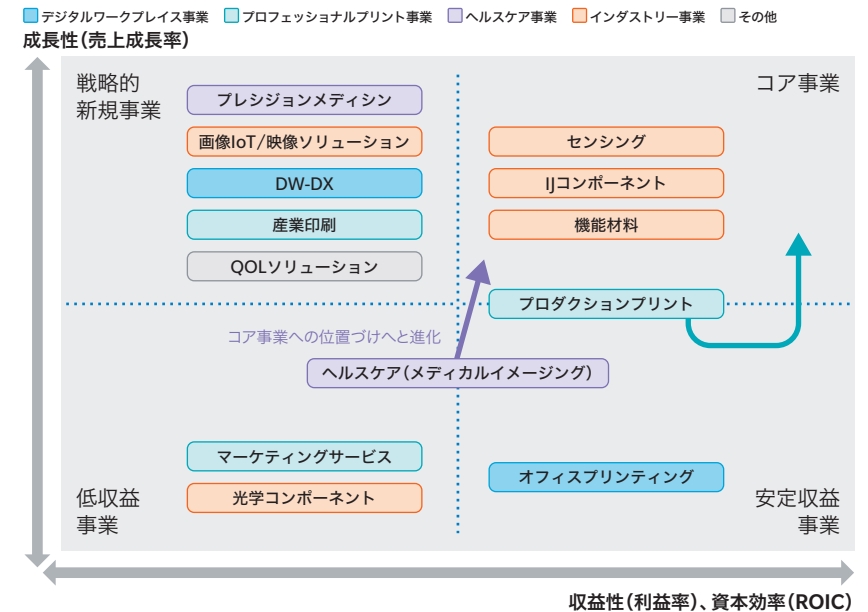 デジタルワークプレイス事業 プロフェッショナルプリント事業 ヘルスケア事業 インダストリー事業 その他
成長性(売上成長率)
戦略的
新規事業
コア事業
プレシジョンメディシン
画像IoT/映像ソリューション
DW-DX
産業印刷
QOLソリューション
センシング
IJコンポーネント
機能材料
プロダクションプリント
コア事業への位置づけへと進化
ヘルスケア(メディカルイメージング)
マーケティングサービス
光学コンポーネント
オフィスプリンティング
低収益
事業
安定収益
事業
収益性(利益率)、資本効率(ROIC)